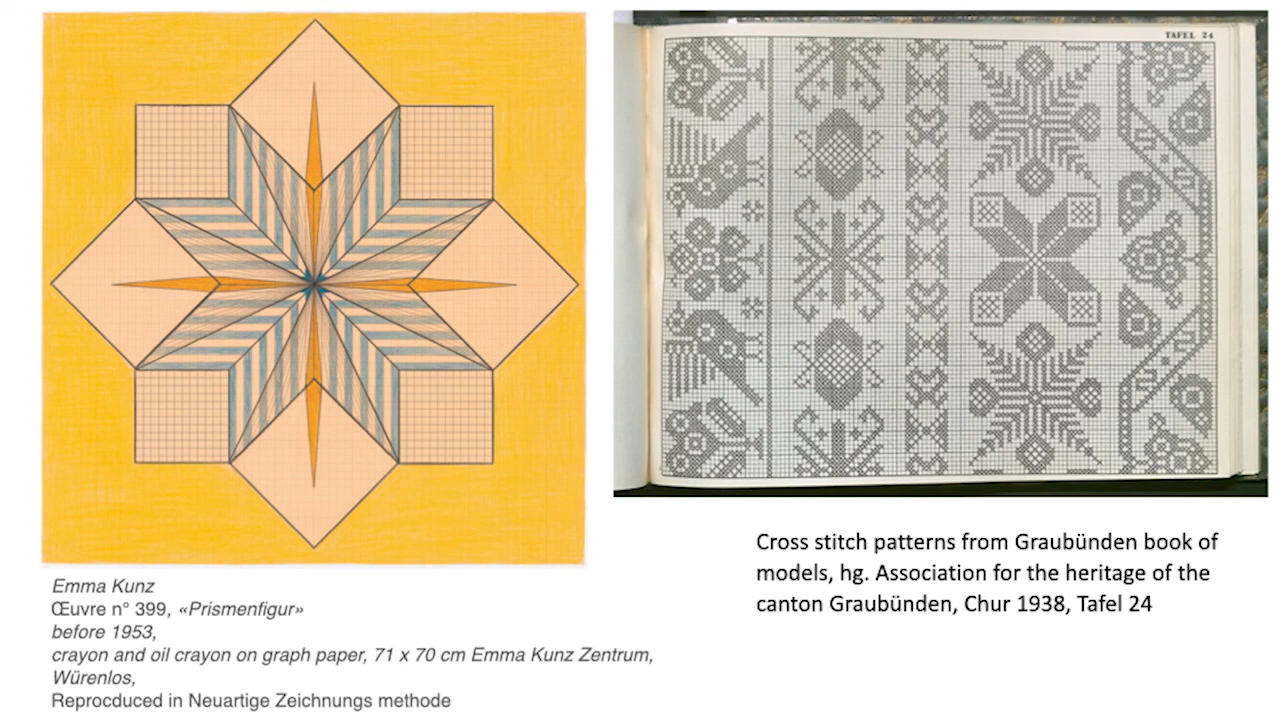 TAFEL 24
Emma Kunz
Œuvre n° 399, «Prismenfigur»
before 1953,
crayon and oil crayon on graph paper, 71 x 70 cm Emma Kunz Zentrum,
Würenlos,
Reprocduced in Neuartige Zeichnungs methode
Cross stitch patterns from Graubünden book of
models, hg. Association for the heritage of the
canton Graubünden, Chur 1938, Tafel 24